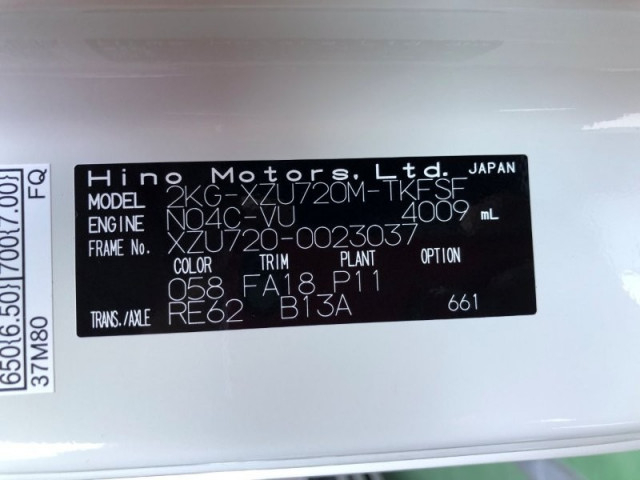 Hino Motors, Ltd. JAPAN
MODEL 2KG-XZU720M-TKFSF
ENGINE N04C-VU 4009 mL
FRAME No. XZU720-0023037
COLOR TRIM PLANT OPTION
058 FA18 P11
TRANS./AXLE RE62 B13A 661
650{6.50} 700{7.00}
37M80 FQ